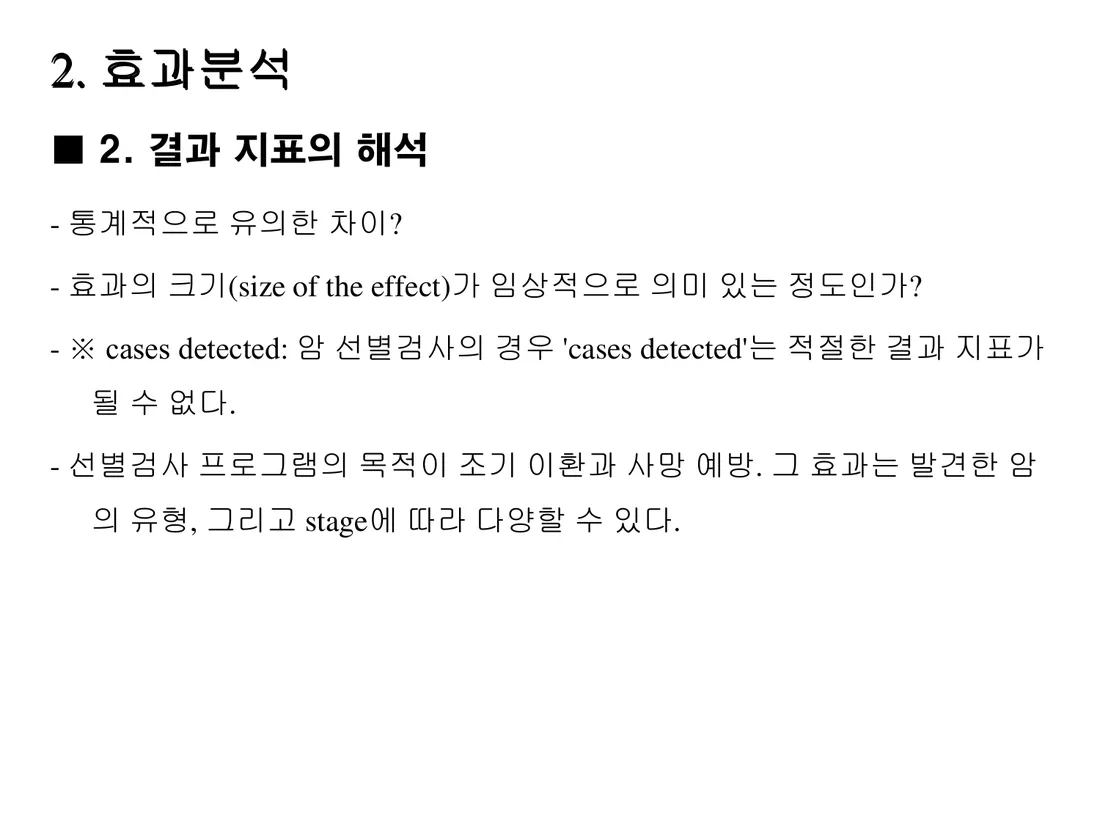 2. 효과분석
■ 2. 결과 지표의 해석
- 통계적으로 유의한 차이?
- 효과의 크기(size of the effect)가 임상적으로 의미 있는 정도인가?
- ※ cases detected: 암 선별검사의 경우 'cases detected'는 적절한 결과 지표가
될 수 없다.
- 선별검사 프로그램의 목적이 조기 이환과 사망 예방. 그 효과는 발견한 암
의 유형, 그리고 stage에 따라 다양할 수 있다.